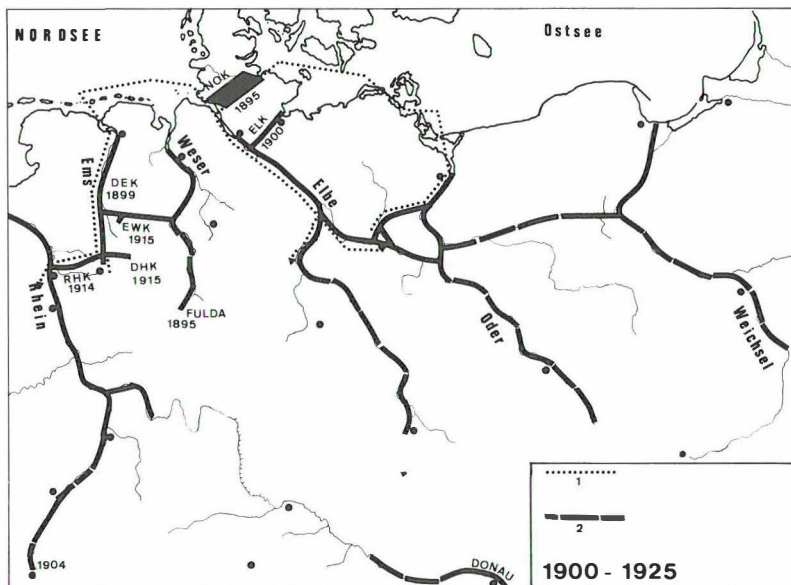 NORDSEE
Ostsee
NOK
1895
ELK
1900
Ems
Weser
DEK
1899
Elbe
EWK
1915
DHK
1915
RHK
1914
Rhein
FULDA
1895
Oder
Weichsel
1904
DONAU
1
2
1900 - 1925